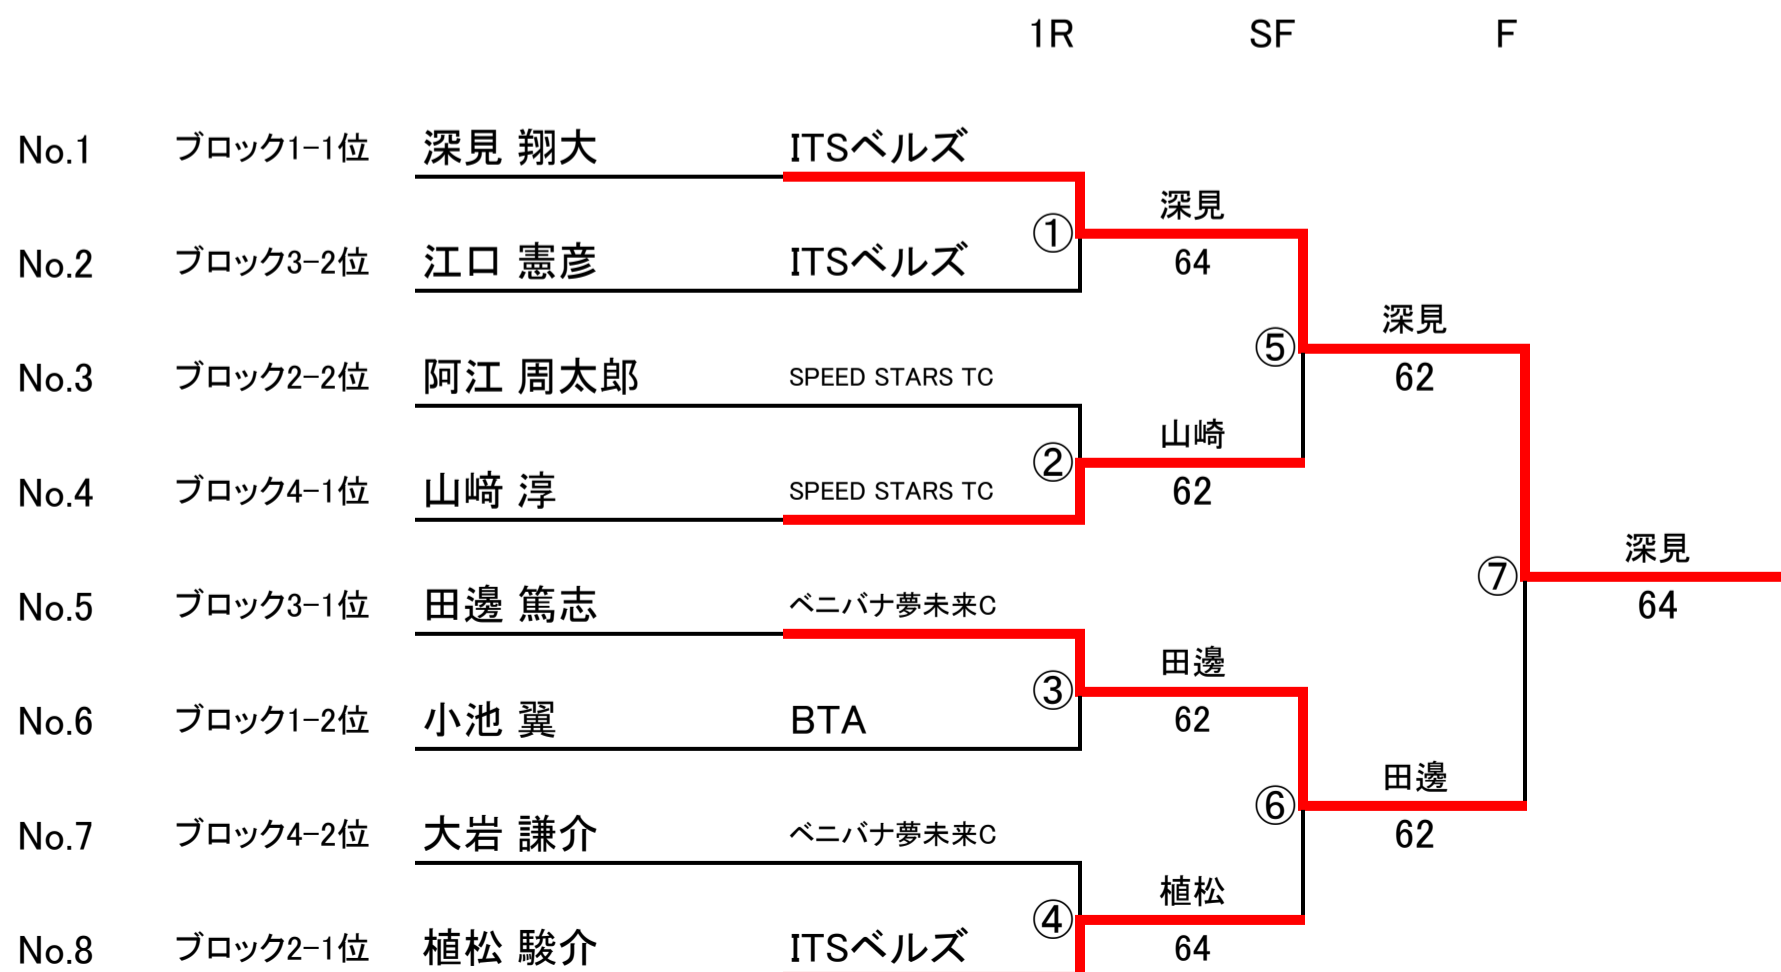 1R SF F
No.1 ブロック1-1位 深見 翔大 ITSベルズ
深見
①
64
No.2 ブロック3-2位 江口 憲彦 ITSベルズ
深見
⑤
62
No.3 ブロック2-2位 阿江 周太郎 SPEED STARS TC
山崎
②
62
No.4 ブロック4-1位 山﨑 淳 SPEED STARS TC
深見
⑦
64
No.5 ブロック3-1位 田邊 篤志 ベニバナ夢未来C
田邊
③
62
No.6 ブロック1-2位 小池 翼 BTA
田邊
⑥
62
No.7 ブロック4-2位 大岩 謙介 ベニバナ夢未来C
植松
④
64
No.8 ブロック2-1位 植松 駿介 ITSベルズ